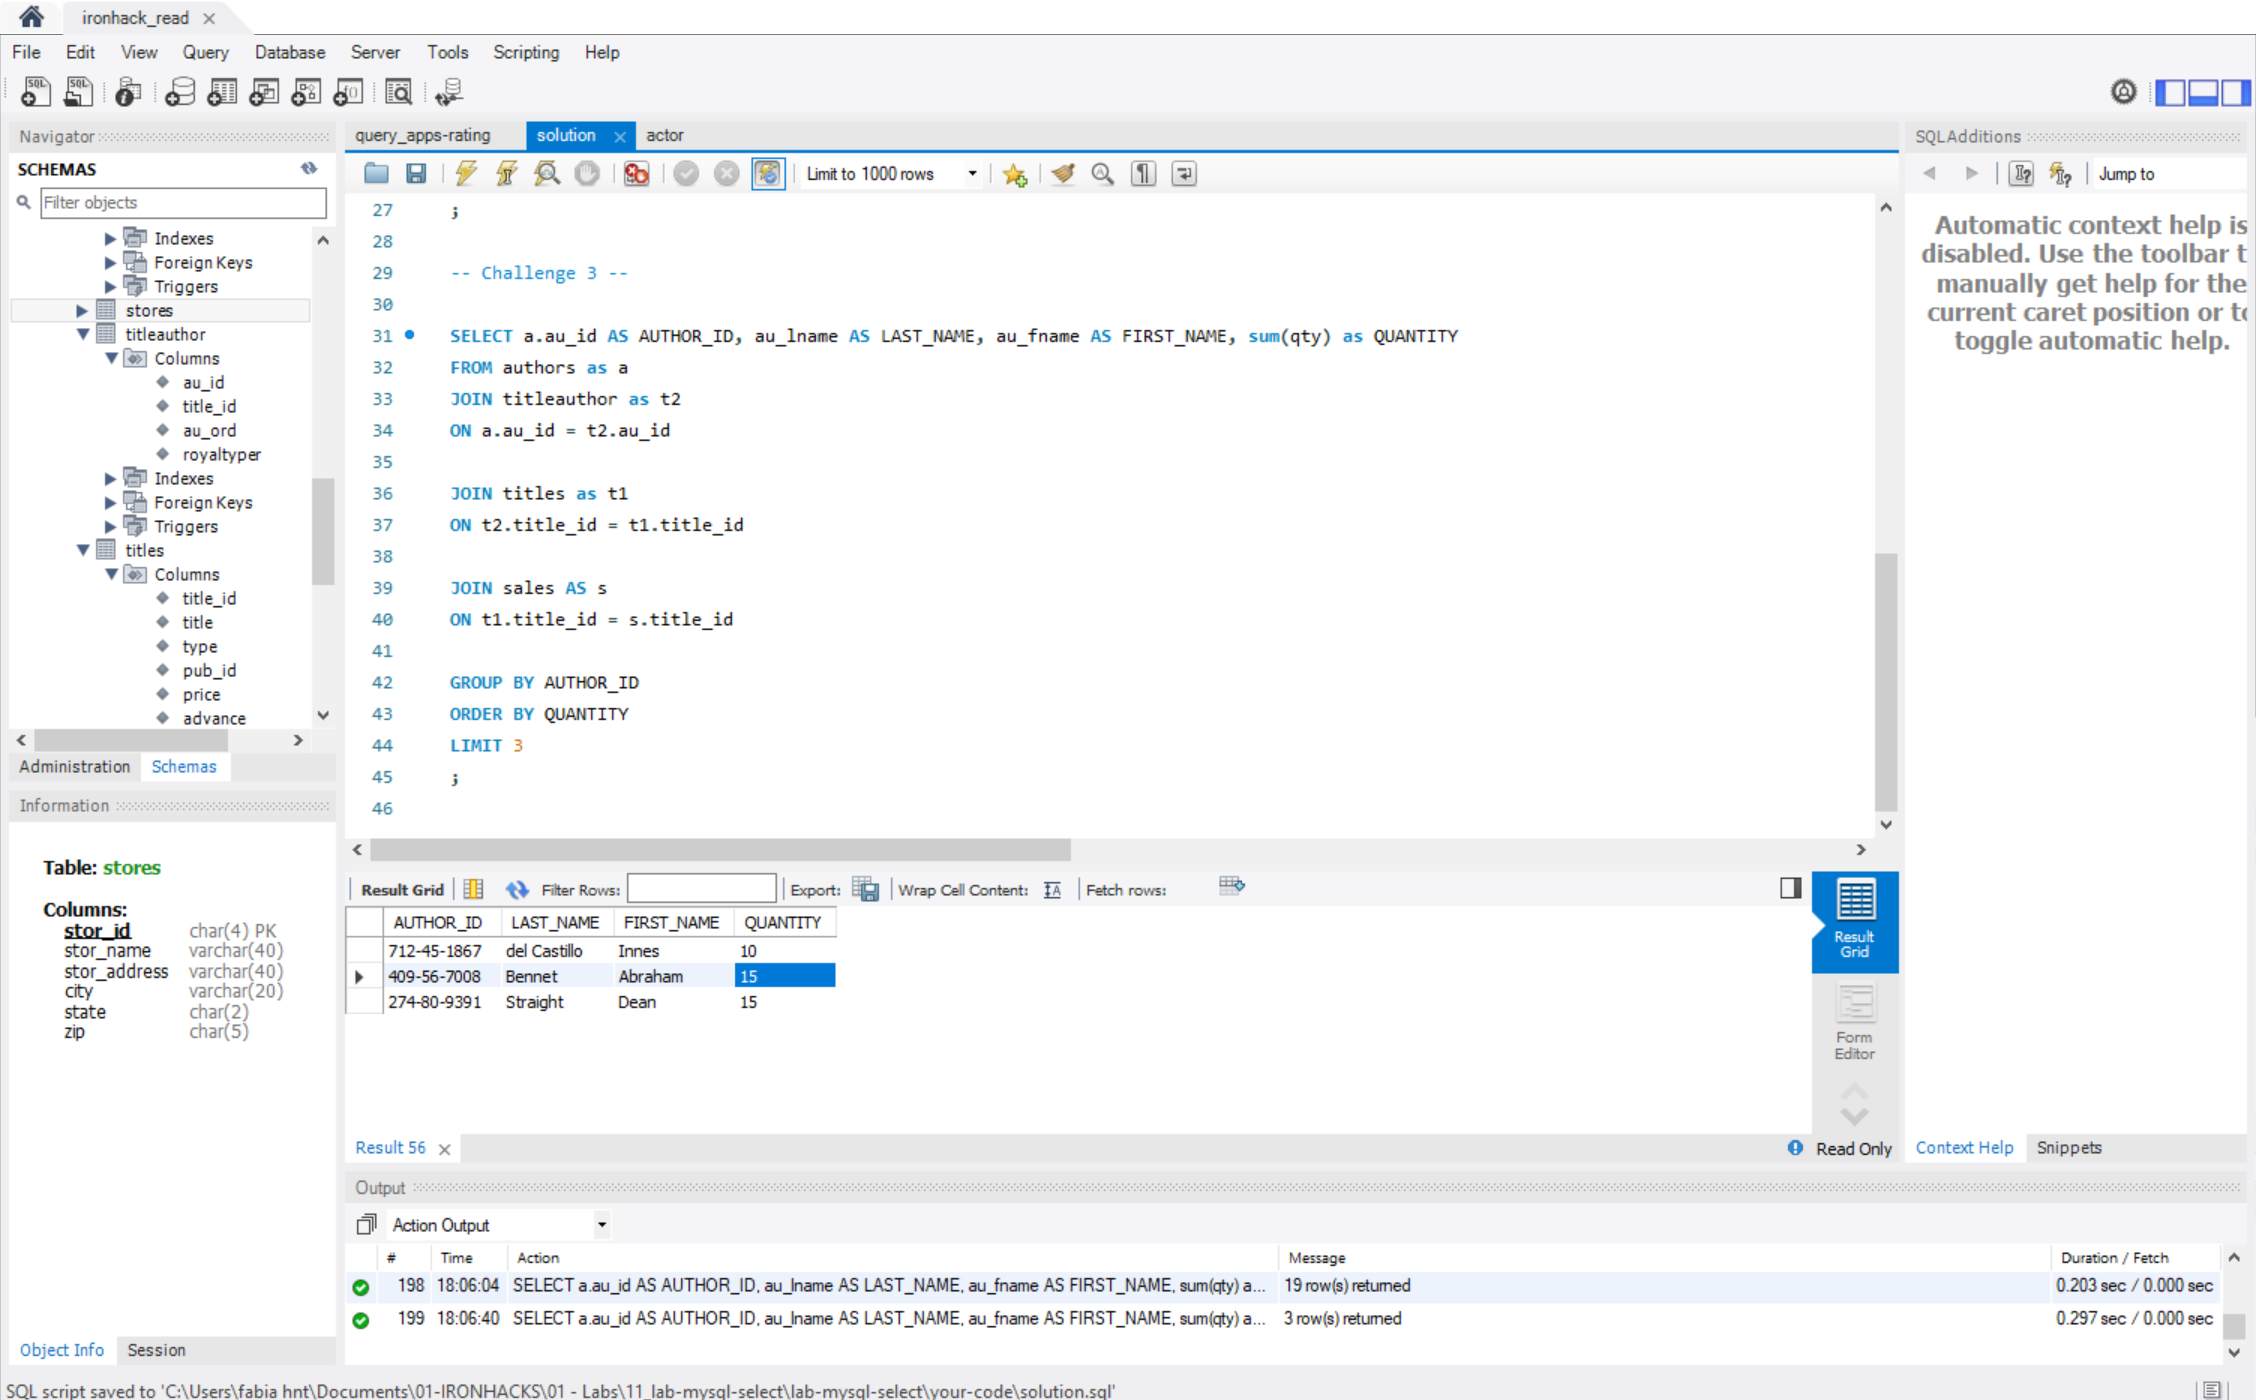 ironhack_read
File Edit View Query Database Server Tools Scripting Help
Navigator
SCHEMAS
Filter objects
Indexes
Foreign Keys
Triggers
stores
titleauthor
Columns
au_id
title_id
au_ord
royaltyper
Indexes
Foreign Keys
Triggers
titles
Columns
title_id
title
type
pub_id
price
advance
Administration Schemas
Information
Table: stores
Columns:
stor_id char(4) PK
stor_name varchar(40)
stor_address varchar(40)
city varchar(20)
state char(2)
zip char(5)
Object Info Session
query_apps-rating solution actor
Limit to 1000 rows
27 ;
28
29 -- Challenge 3 --
30
31 SELECT a.au_id AS AUTHOR_ID, au_lname AS LAST_NAME, au_fname AS FIRST_NAME, sum(qty) as QUANTITY
32 FROM authors as a
33 JOIN titleauthor as t2
34 ON a.au_id = t2.au_id
35
36 JOIN titles as t1
37 ON t2.title_id = t1.title_id
38
39 JOIN sales AS s
40 ON t1.title_id = s.title_id
41
42 GROUP BY AUTHOR_ID
43 ORDER BY QUANTITY
44 LIMIT 3
45 ;
46
Result Grid Filter Rows: Export: Wrap Cell Content: Fetch rows:
AUTHOR_ID LAST_NAME FIRST_NAME QUANTITY
712-45-1867 del Castillo Innes 10
409-56-7008 Bennet Abraham 15
274-80-9391 Straight Dean 15
Result Grid
Form Editor
Result 56 Read Only
SQLAdditions
Jump to
Automatic context help is
disabled. Use the toolbar t
manually get help for the
current caret position or to
toggle automatic help.
Context Help Snippets
Output
Action Output
# Time Action Message Duration / Fetch
198 18:06:04 SELECT a.au_id AS AUTHOR_ID, au_lname AS LAST_NAME, au_fname AS FIRST_NAME, sum(qty) a... 19 row(s) returned 0.203 sec / 0.000 sec
199 18:06:40 SELECT a.au_id AS AUTHOR_ID, au_lname AS LAST_NAME, au_fname AS FIRST_NAME, sum(qty) a... 3 row(s) returned 0.297 sec / 0.000 sec
SQL script saved to 'C:\Users\fabia hnt\Documents\01-IRONHACKS\01 - Labs\11_lab-mysql-select\lab-mysql-select\your-code\solution.sql'